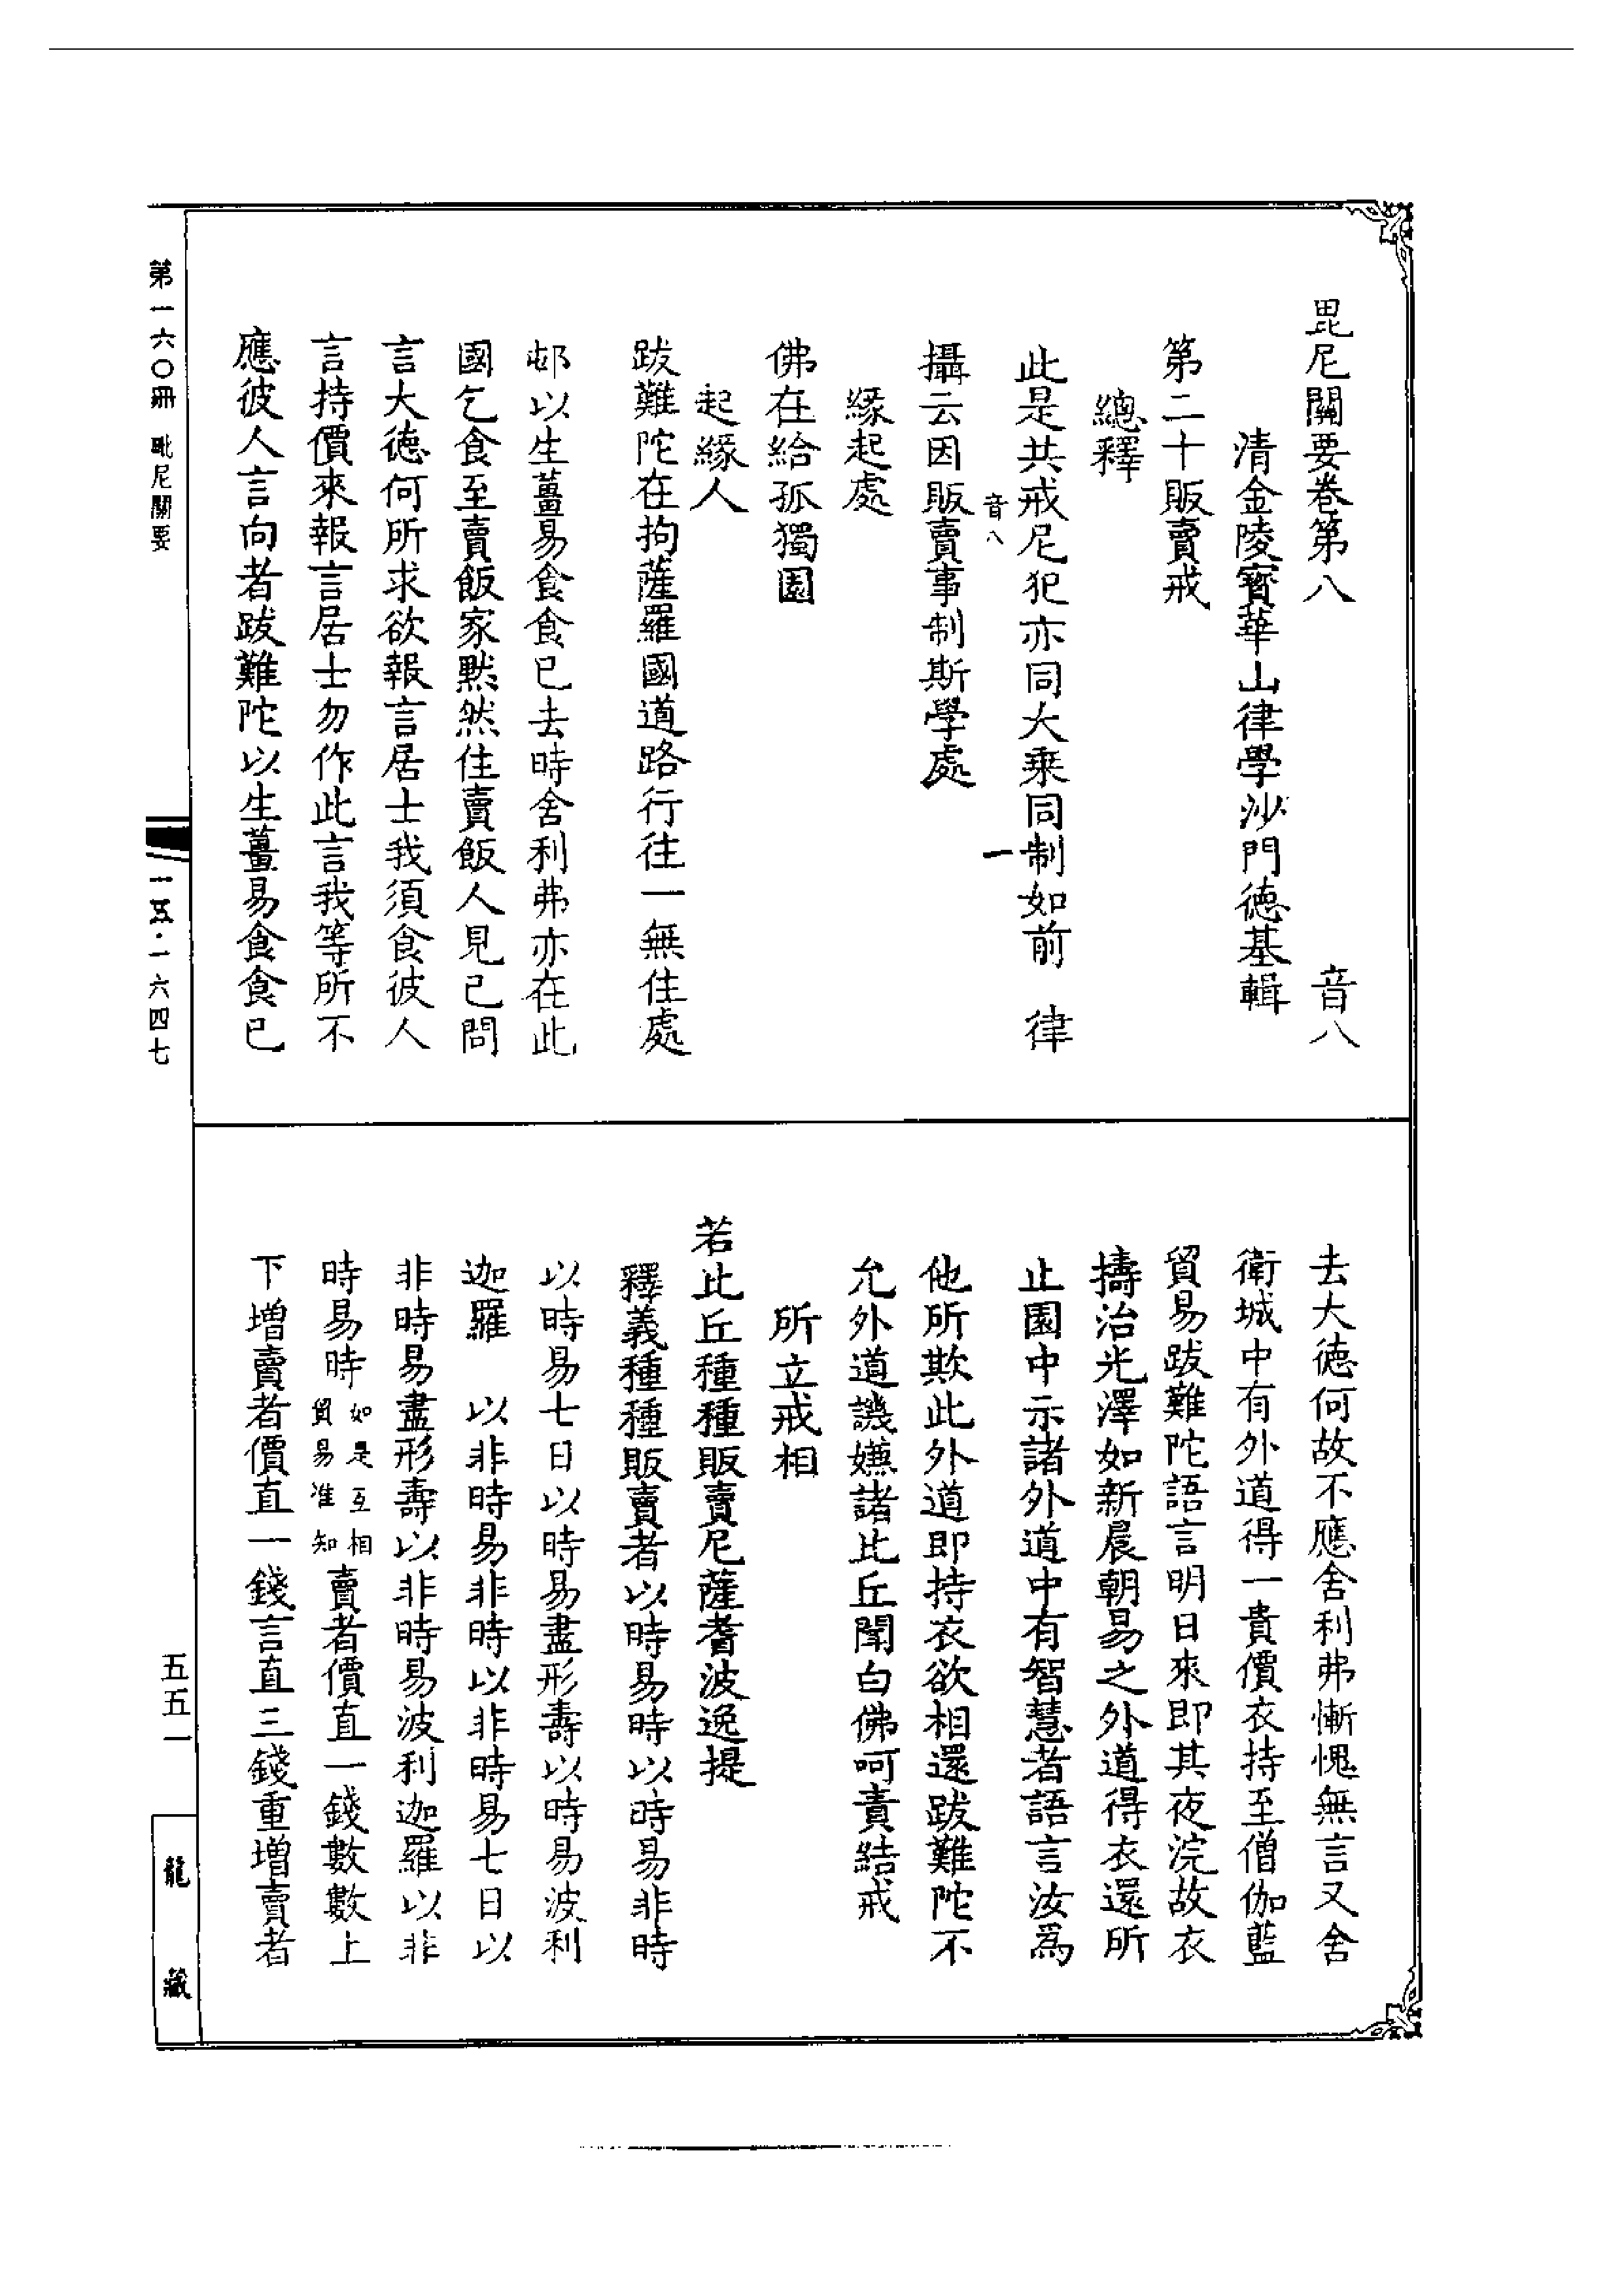 毘尼關要卷第八　音八
清金陵寶華山律學沙門德基輯
第二十販賣戒
總釋
此是共戒尼犯亦同大乘同制如前　律
音八　一
攝云因販賣事制斯學處
緣起處
佛在給孤獨園
起緣人
跋難陀在拘薩羅國道路行往一無住處
邨以生薑易食食已去時舍利弗亦在此
國乞食至賣飯家默然住賣飯人見已問
言大德何所求欲報言居士我須食彼人
言持價來報言居士勿作此言我等所不
應彼人言向者跋難陀以生薑易食食已
去大德何故不應舍利弗慚愧無言又舍
衛城中有外道得一貴價衣持至僧伽藍
貿易跋難陀語言明日來即其夜浣故衣
擣治光澤如新晨朝易之外道得衣還所
止園中示諸外道中有智慧者語言汝為
他所欺此外道即持衣欲相還跋難陀不
允外道譏嫌諸比丘聞白佛呵責結戒
所立戒相
若比丘種種販賣尼薩耆波逸提
釋義種種販賣者以時易時以時易非時
以時易七日以時易盡形壽以時易波利
迦羅　以非時易非時以非時易七日以
非時易盡形壽以非時易波利迦羅以非
時易時如是互相貿易准知賣者價直一錢數數上
下增賣者價直一錢言直三錢重增賣者
第一六〇冊　毗尼關要
一五·一六四七
五五一
龍藏